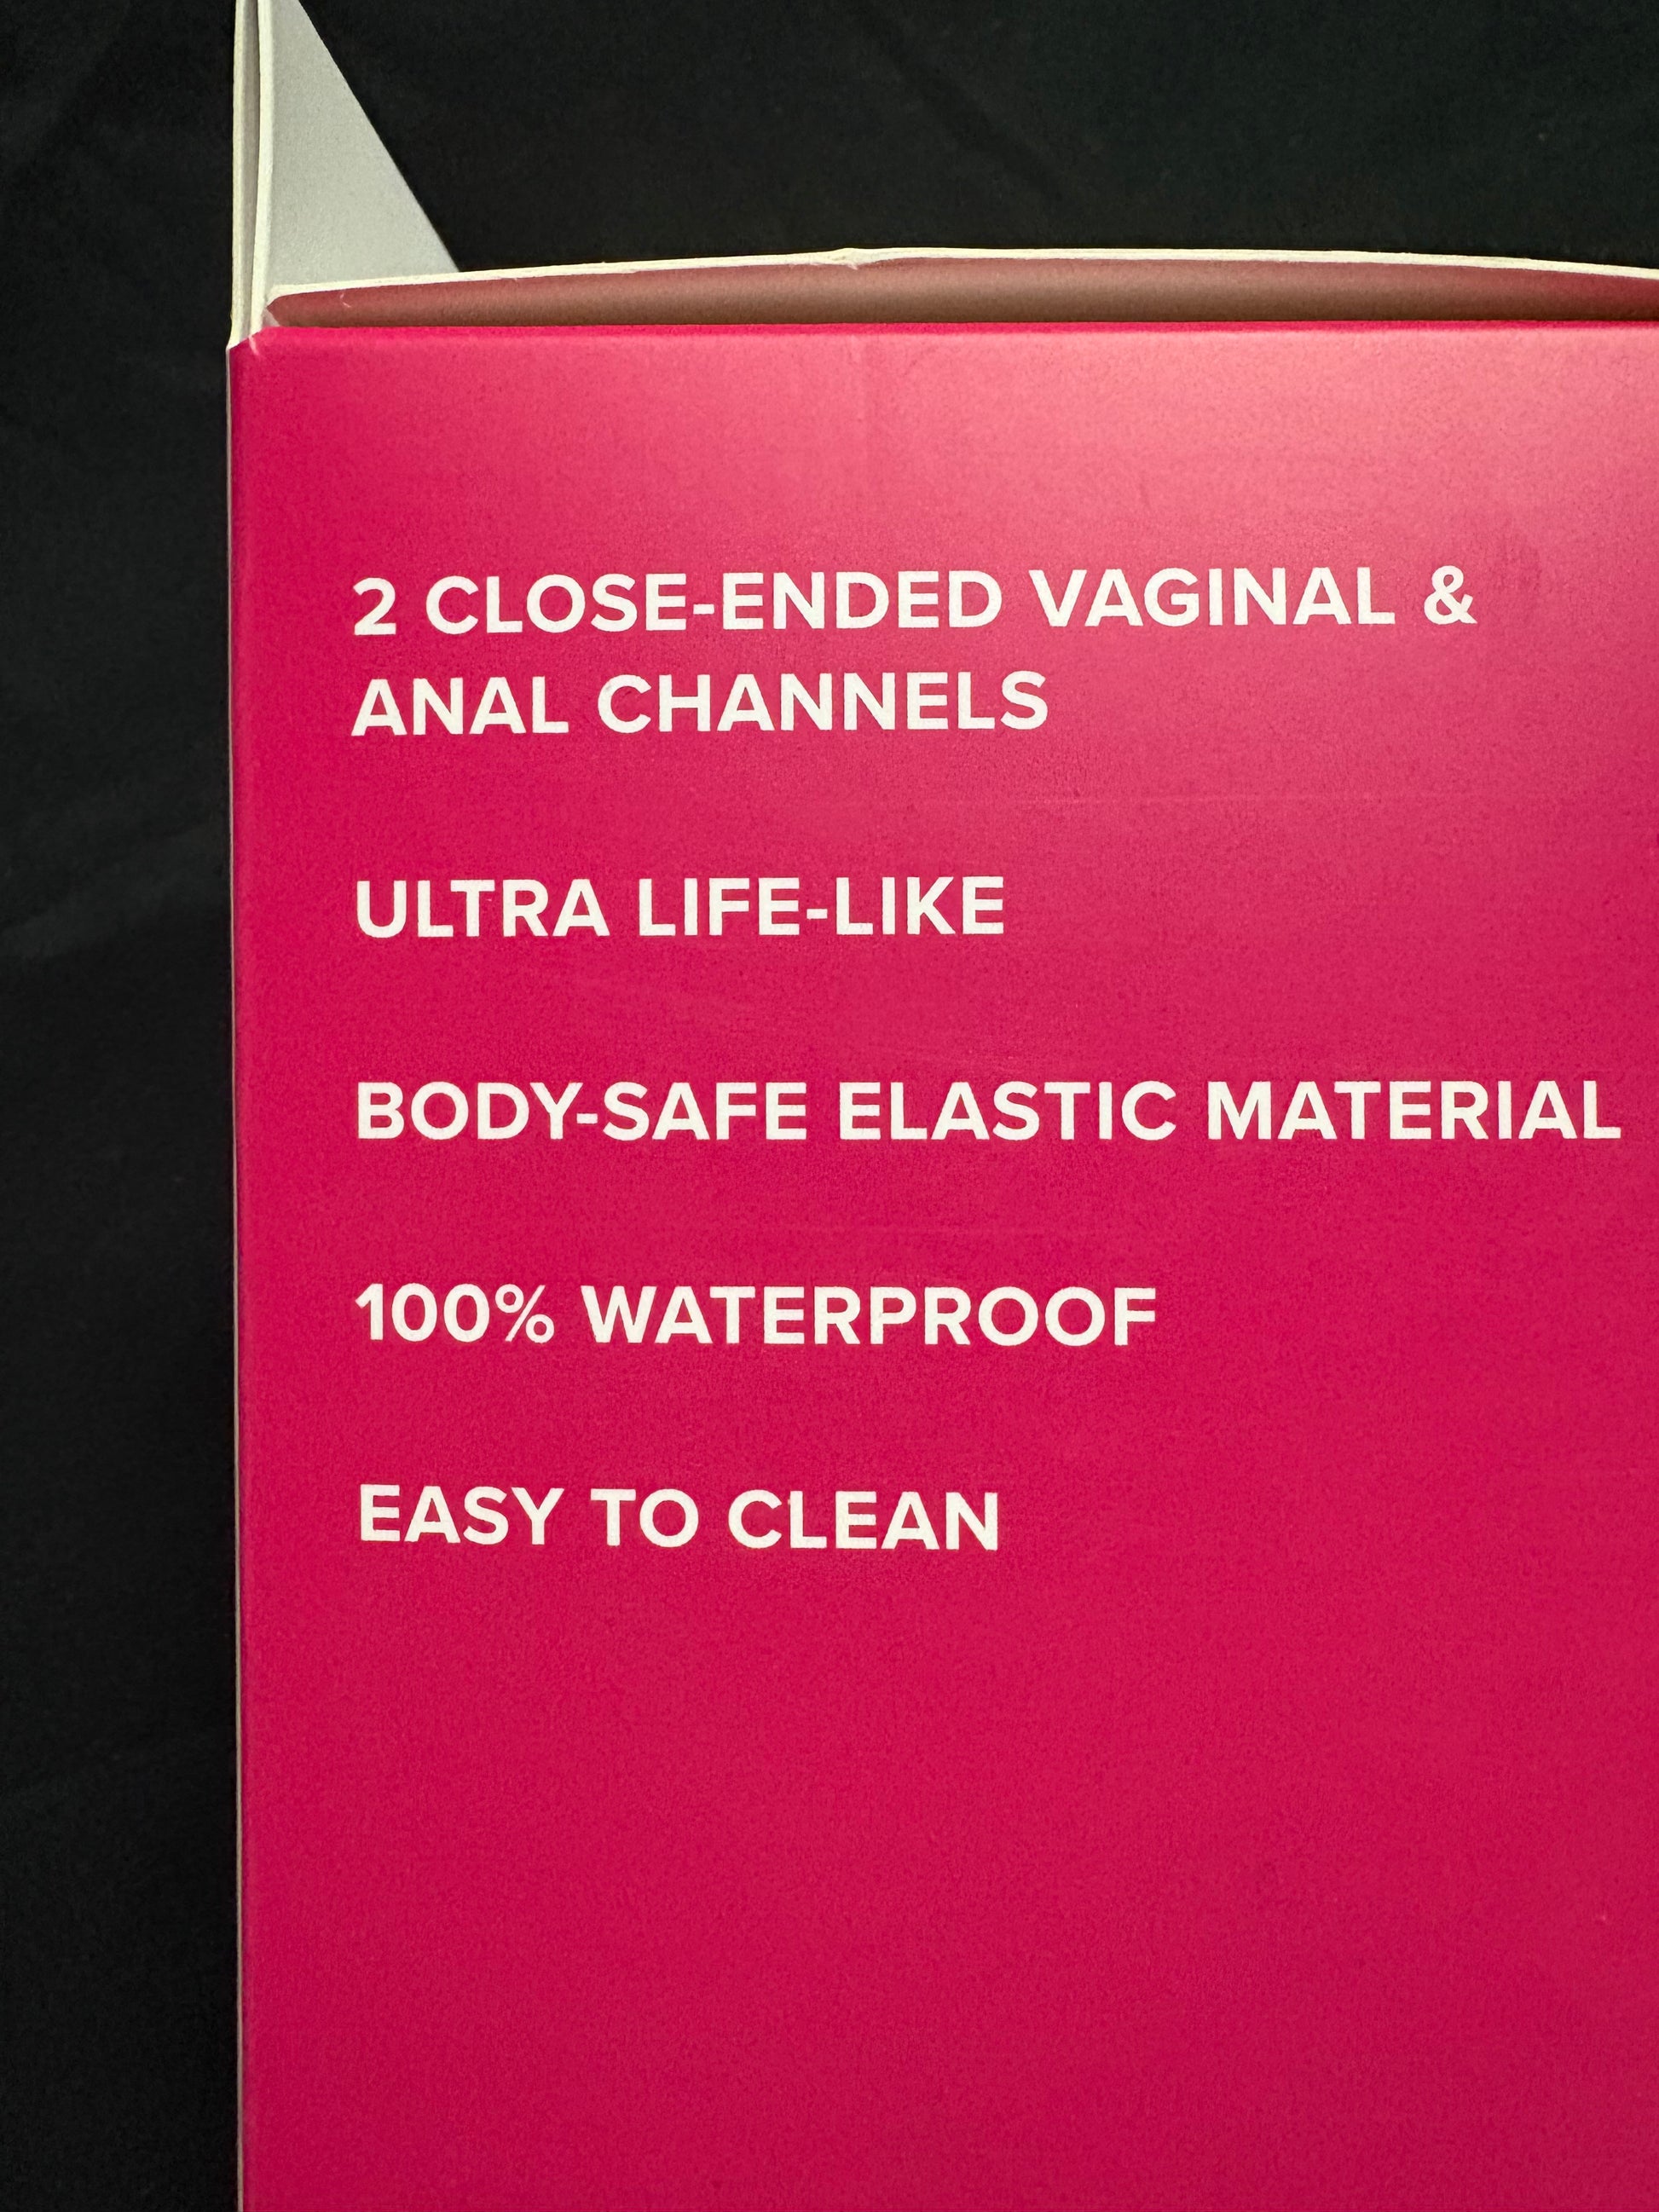 2 CLOSE-ENDED VAGINAL &
ANAL CHANNELS
ULTRA LIFE-LIKE
BODY-SAFE ELASTIC MATERIAL
100% WATERPROOF
EASY TO CLEAN